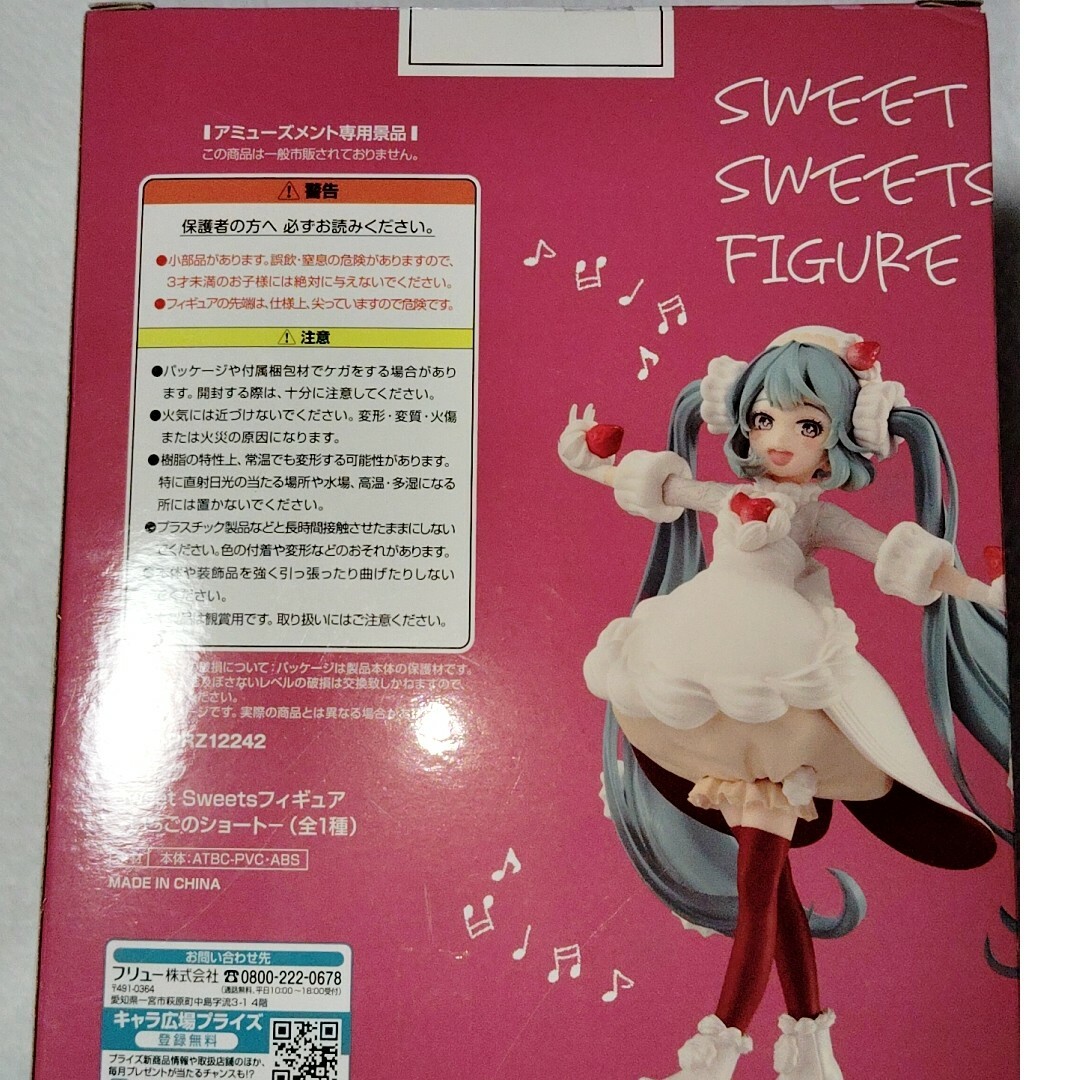 SWEET
SWEETS
FIGURE
アミューズメント専用景品
この商品は一般市販されておりません。
警告
保護者の方へ 必ずお読みください。
●小部品があります。誤飲・窒息の危険がありますので、
3才未満のお子様には絶対に与えないでください。
●フィギュアの先端は、仕様上、尖っていますので危険です。
注意
●パッケージや付属梱包材でケガをする場合があり
ます。開封する際は、十分に注意してください。
●火気には近づけないでください。変形・変質・火傷
または火災の原因になります。
●樹脂の特性上、常温でも変形する可能性があります。
特に直射日光の当たる場所や水場、高温・多湿になる
所には置かないでください。
●プラスチック製品などと長時間接触させたままにしない
でください。色の付着や変形などのおそれがあります。
や装飾品を強く引っ張ったり曲げたりしない
でください。
は観賞用です。取り扱いにはご注意ください。
破損について:パッケージは製品本体の保護材です。
及ぼさないレベルの破損は交換致しかねますので、
ださい。
ージです。実際の商品とは異なる場合が
RZ12242
Sweetsフィギュア
ちごのショートー(全1種)
材 本体:ATBC-PVC・ABS
MADE IN CHINA
お問い合わせ先
フリュー株式会社 ☎0800-222-0678
〒491-0364 (通話無料、平日10:00~16:00受付)
愛知県一宮市萩原町中島字流3-1 4階
キャラ広場プライズ
登録無料
プライズ新商品情報や取扱店舗のほか、
毎月プレゼントが当たるチャンスも!?